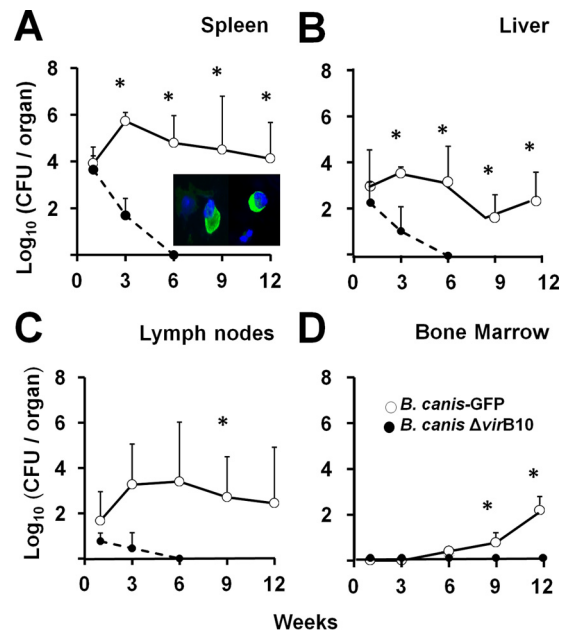 A Spleen
B Liver
Log10 (CFU / organ)
8
6
4
2
0 3 6 9 12
* * * *
8
6
4
2
0 3 6 9 12
* * * *
C Lymph nodes
D Bone Marrow
Log10 (CFU / organ)
8
6
4
2
0 3 6 9 12
*
8
6
4
2
0 3 6 9 12
* *
B. canis-GFP
B. canis ΔvirB10
Weeks